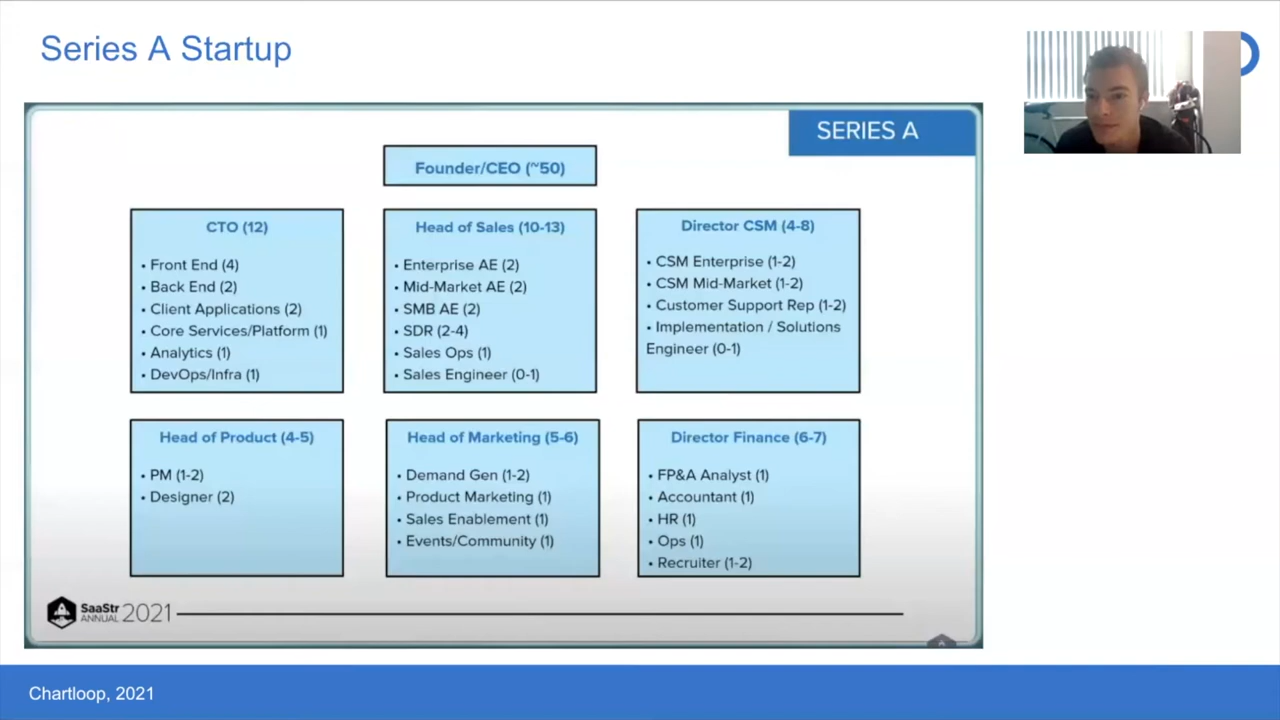 Series A Startup
SERIES A
Founder/CEO (~50)
CTO (12)
• Front End (4)
• Back End (2)
• Client Applications (2)
• Core Services/Platform (1)
• Analytics (1)
• DevOps/Infra (1)
Head of Sales (10-13)
• Enterprise AE (2)
• Mid-Market AE (2)
• SMB AE (2)
• SDR (2-4)
• Sales Ops (1)
• Sales Engineer (0-1)
Director CSM (4-8)
• CSM Enterprise (1-2)
• CSM Mid-Market (1-2)
• Customer Support Rep (1-2)
• Implementation / Solutions
Engineer (0-1)
Head of Product (4-5)
• PM (1-2)
• Designer (2)
Head of Marketing (5-6)
• Demand Gen (1-2)
• Product Marketing (1)
• Sales Enablement (1)
• Events/Community (1)
Director Finance (6-7)
• FP&A Analyst (1)
• Accountant (1)
• HR (1)
• Ops (1)
• Recruiter (1-2)
SaaStr
ANNUAL 2021
Chartloop, 2021